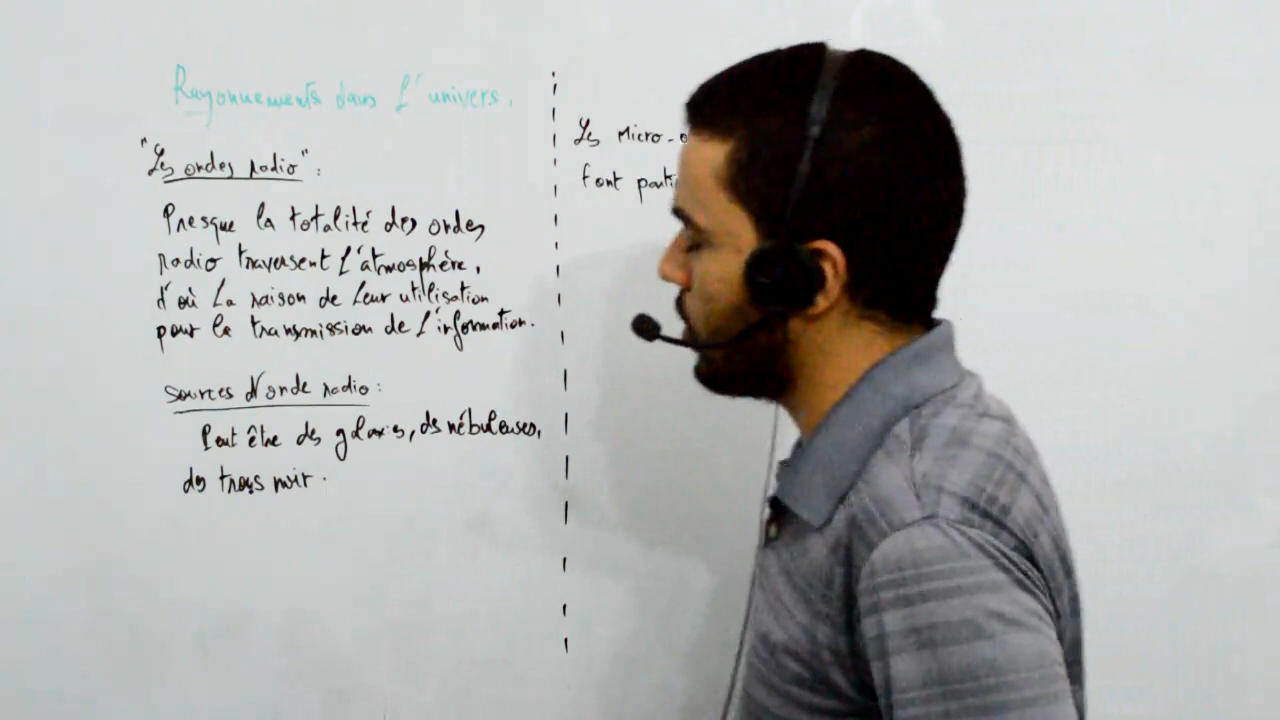 Rayonnements dans l'univers.
"Les ondes radio" :
Presque la totalité des ondes
radio traversent l'atmosphère,
d'où la raison de leur utilisation
pour la transmission de l'information.
sources d'onde radio :
Peut être des galaxies, des nébuleuses,
des trous noir.
Les Micro-o
font parti